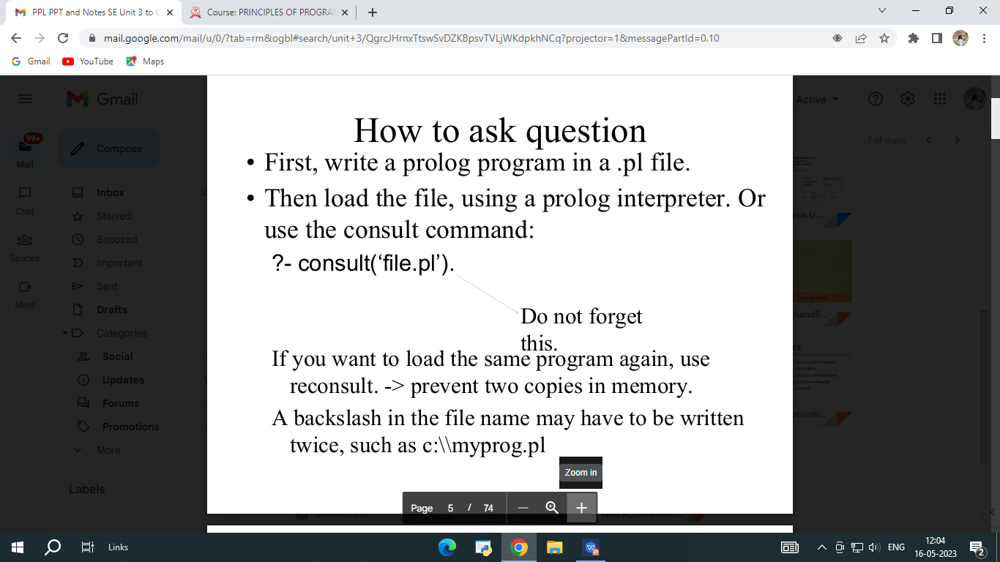 PPL PPT and Notes SE Unit 3 to U
Course: PRINCIPLES OF PROGRA
mail.google.com/mail/u/0/?tab=rm&ogbl#search/unit+3/QgrcJHrnxTtswSvDZKBpsvTVLjWKdpkhNCq?projector=1&messagePartId=0.10
Gmail
YouTube
Maps
Gmail
Active
99+
Mail
Compose
7 of many
Chat
Spaces
Meet
Inbox
Starred
Snoozed
Important
Sent
Drafts
Categories
Social
Updates
Forums
Promotions
More
Labels
How to ask question
• First, write a prolog program in a .pl file.
• Then load the file, using a prolog interpreter. Or
use the consult command:
?- consult(‘file.pl’).
Do not forget
this.
If you want to load the same program again, use
reconsult. -> prevent two copies in memory.
A backslash in the file name may have to be written
twice, such as c:\\myprog.pl
Zoom in
Page 5 / 74
Links
ENG
12:04
16-05-2023
2